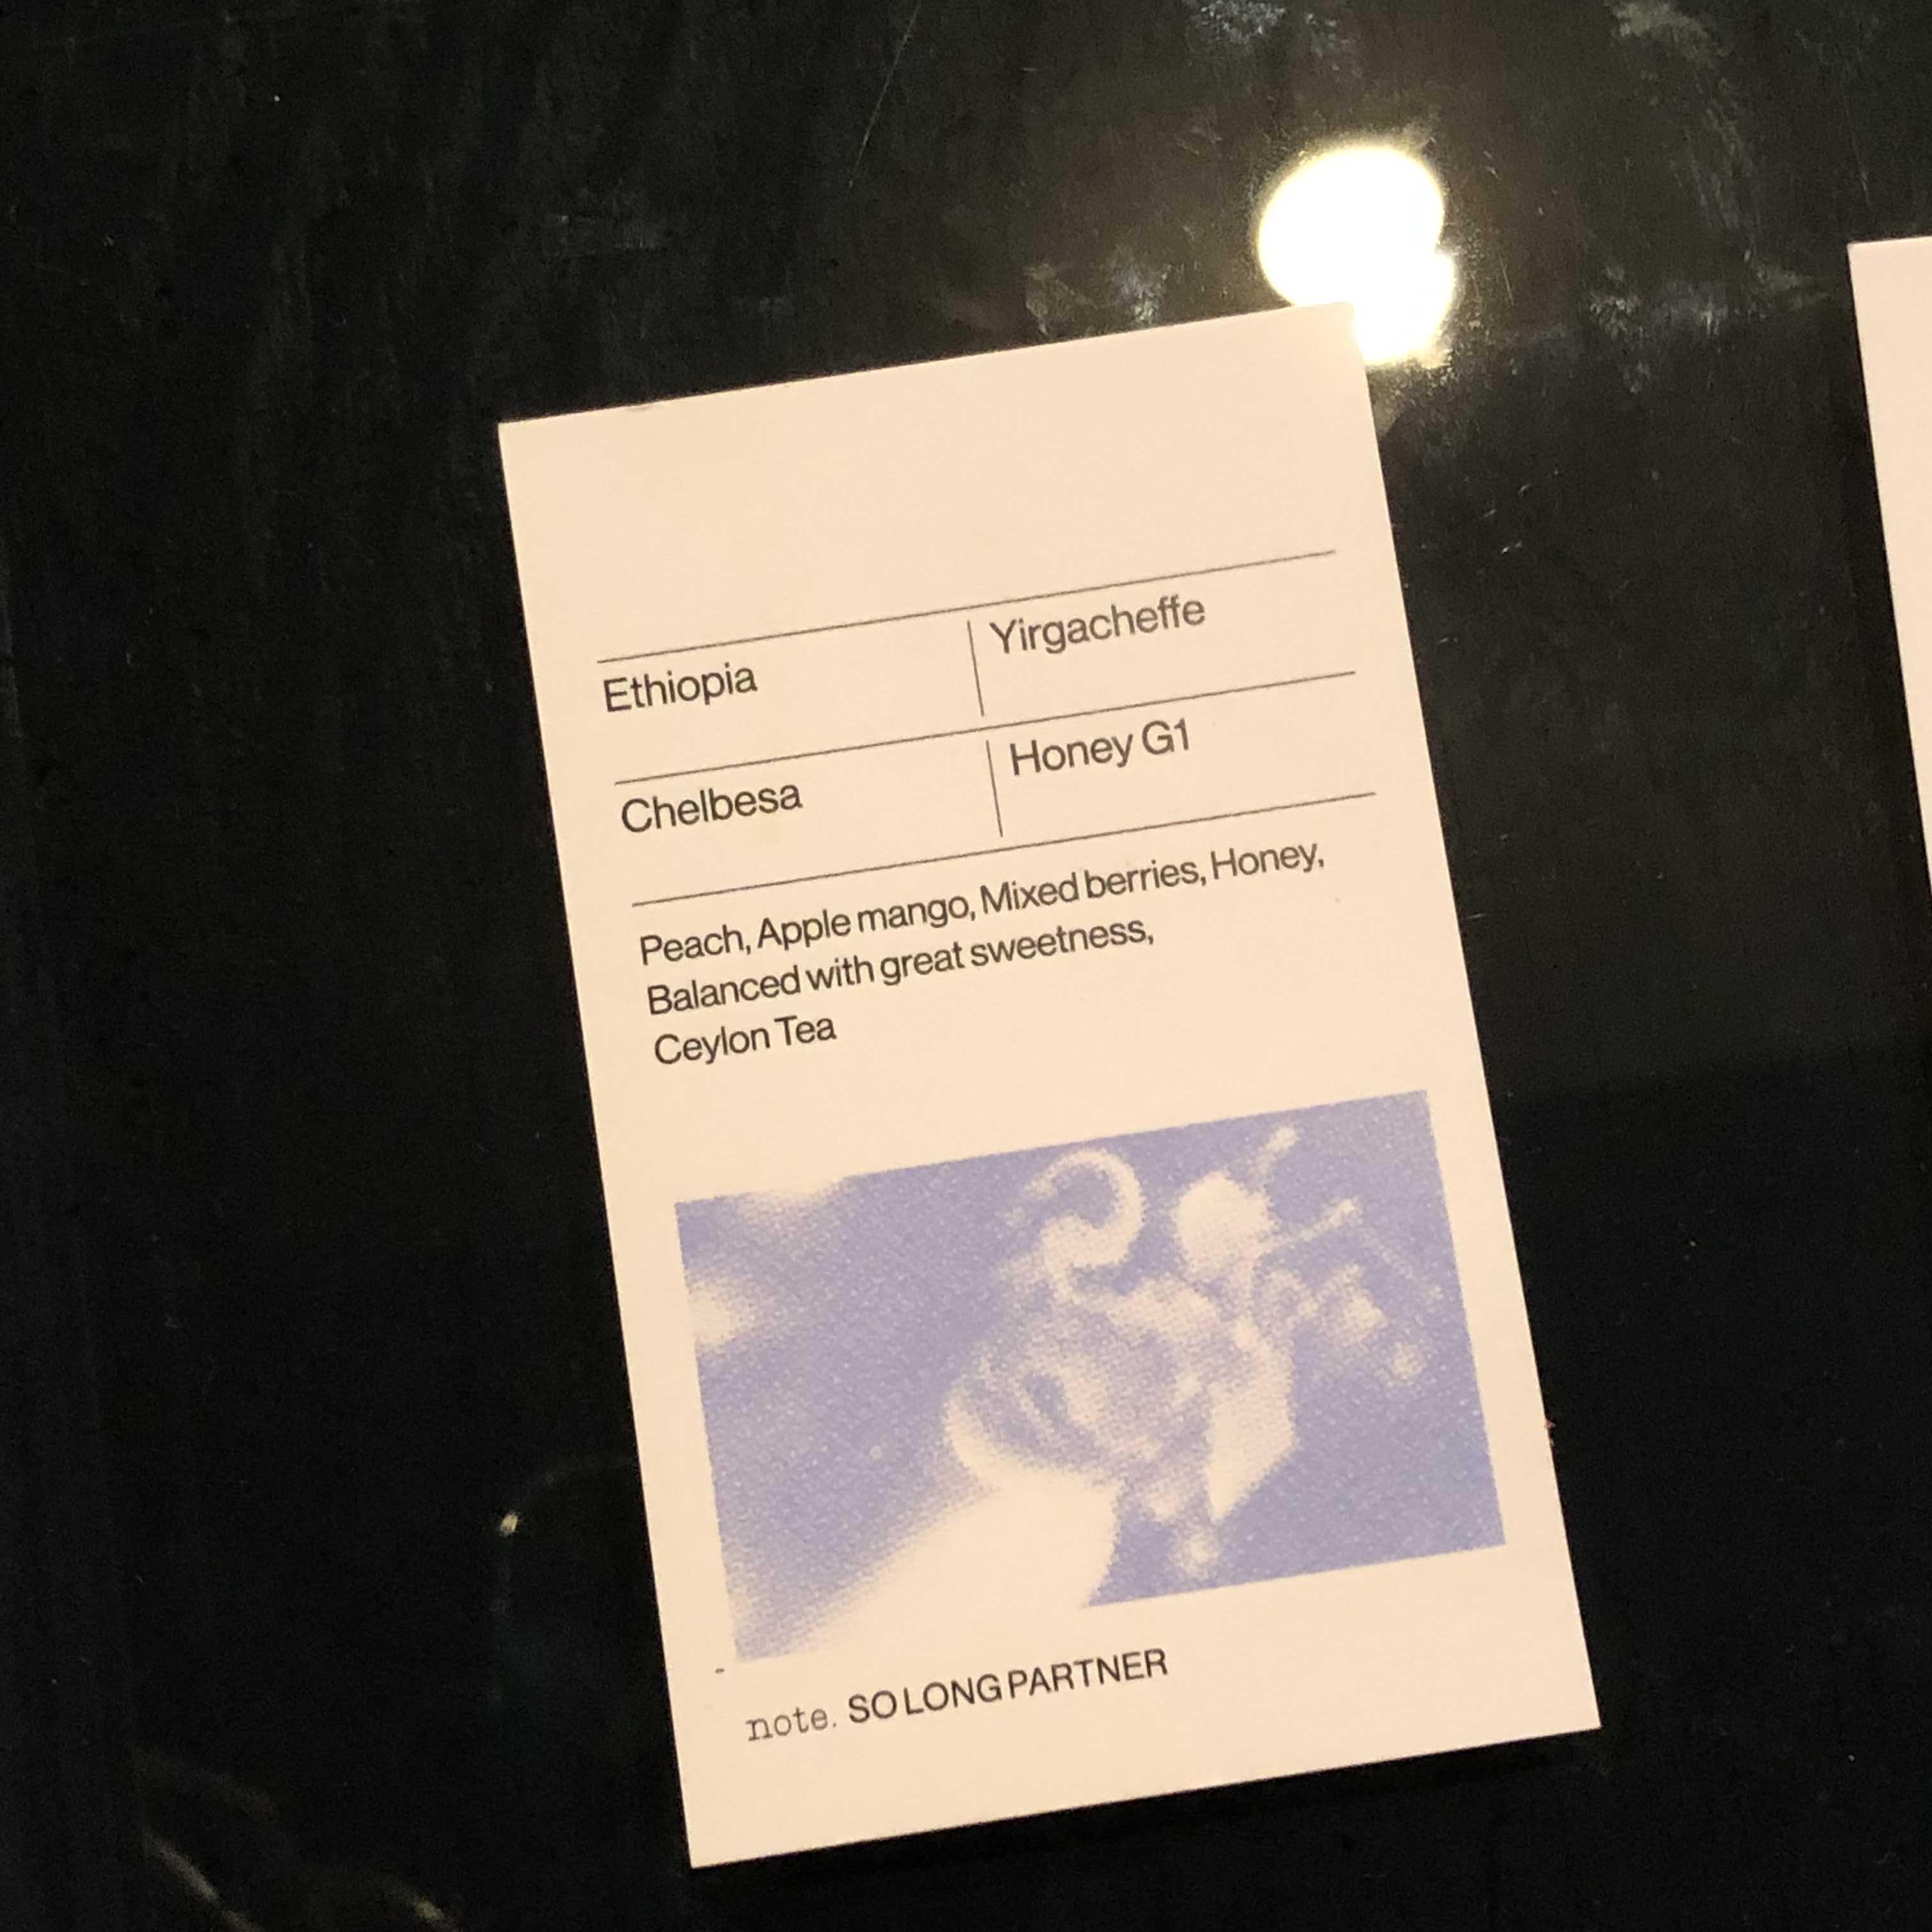 Ethiopia Yirgacheffe
Chelbesa Honey G1
Peach, Apple mango, Mixed berries, Honey,
Balanced with great sweetness,
Ceylon Tea
note. SO LONG PARTNER